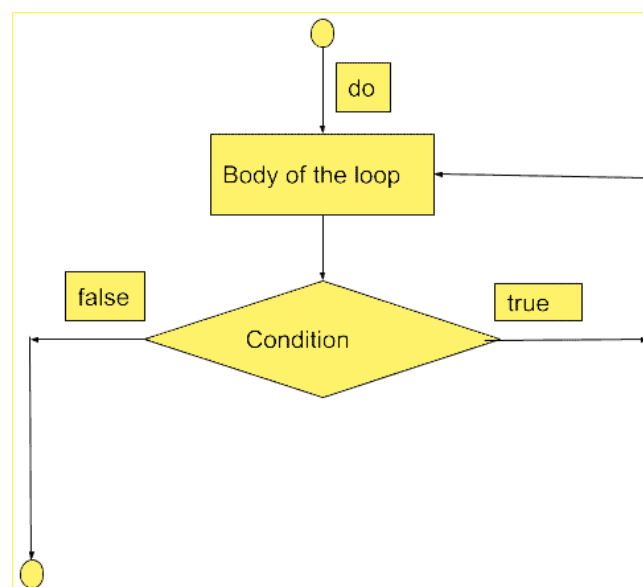 do
Body of the loop
false
true
Condition